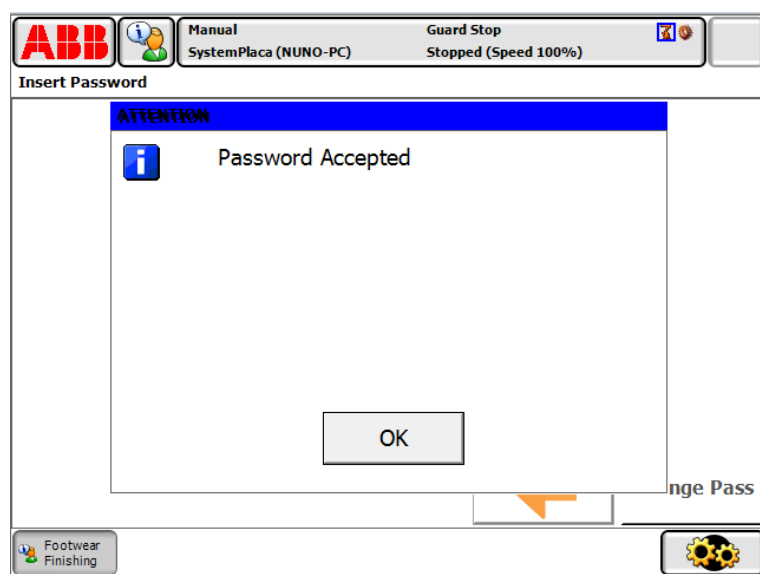 ABB
Manual
SystemPlaca (NUNO-PC)
Guard Stop
Stopped (Speed 100%)
Insert Password
ATTENTION
Password Accepted
OK
nge Pass
Footwear
Finishing